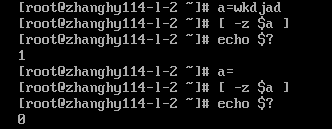 [root@zhanghy114-l-2 ~]# a=wkdjad
[root@zhanghy114-l-2 ~]# [ -z $a ]
[root@zhanghy114-l-2 ~]# echo $?
1
[root@zhanghy114-l-2 ~]# a=
[root@zhanghy114-l-2 ~]# [ -z $a ]
[root@zhanghy114-l-2 ~]# echo $?
0